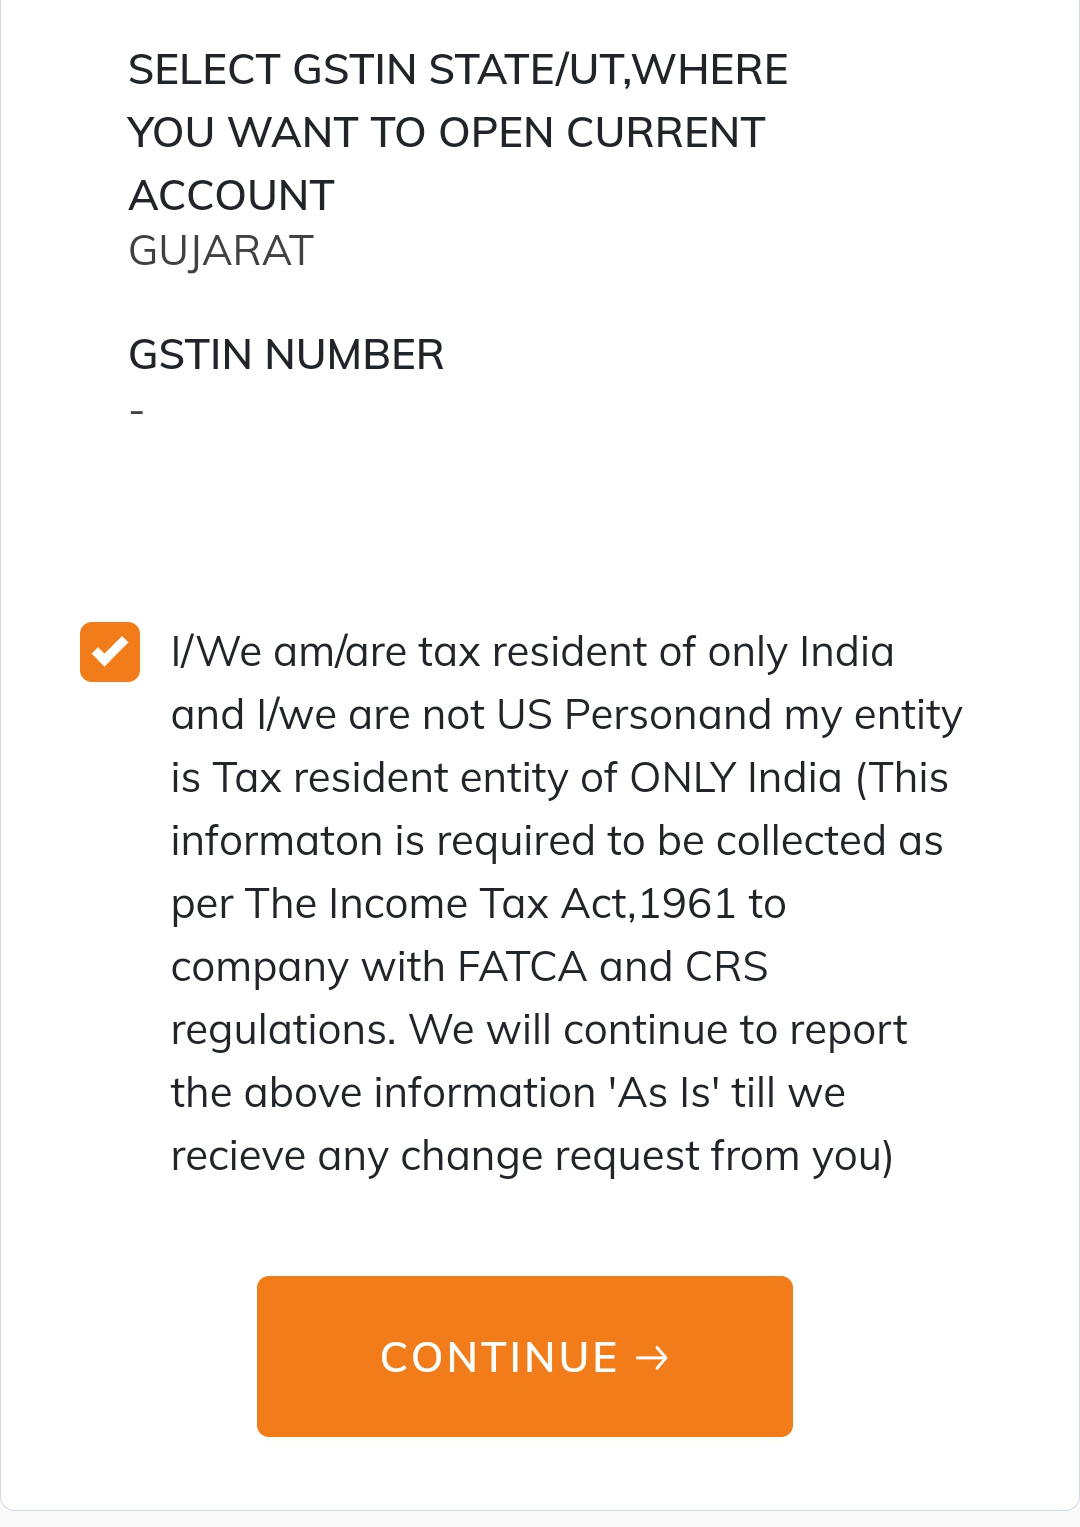 SELECT GSTIN STATE/UT,WHERE
YOU WANT TO OPEN CURRENT
ACCOUNT
GUJARAT
GSTIN NUMBER
-
I/We am/are tax resident of only India
and I/we are not US Personand my entity
is Tax resident entity of ONLY India (This
informaton is required to be collected as
per The Income Tax Act,1961 to
company with FATCA and CRS
regulations. We will continue to report
the above information 'As Is' till we
recieve any change request from you)
CONTINUE →